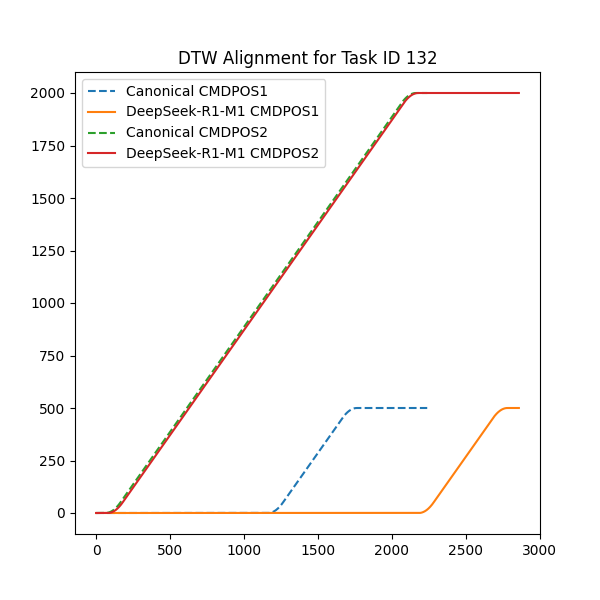 DTW Alignment for Task ID 132
Canonical CMDPOS1
DeepSeek-R1-M1 CMDPOS1
Canonical CMDPOS2
DeepSeek-R1-M1 CMDPOS2
2000
1750
1500
1250
1000
750
500
250
0
0 500 1000 1500 2000 2500 3000